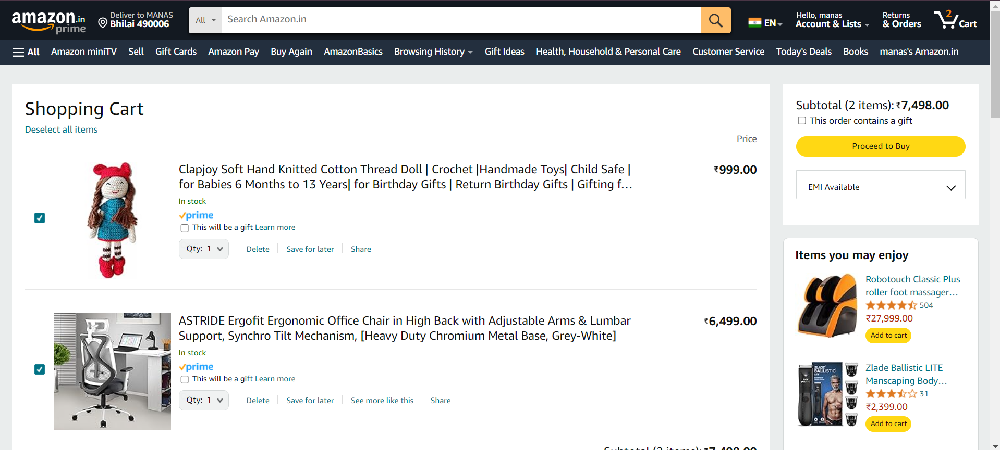 amazon.in
prime
Deliver to MANAS
Bhilai 490006
All
Search Amazon.in
EN
Hello, manas
Account & Lists
Returns
& Orders
2
Cart
All
Amazon miniTV
Sell
Gift Cards
Amazon Pay
Buy Again
AmazonBasics
Browsing History
Gift Ideas
Health, Household & Personal Care
Customer Service
Today's Deals
Books
manas's Amazon.in
Shopping Cart
Deselect all items
Price
Clapjoy Soft Hand Knitted Cotton Thread Doll | Crochet |Handmade Toys| Child Safe |
for Babies 6 Months to 13 Years| for Birthday Gifts | Return Birthday Gifts | Gifting f…
₹999.00
In stock
prime
This will be a gift Learn more
Qty: 1
Delete
Save for later
Share
ASTRIDE Ergofit Ergonomic Office Chair in High Back with Adjustable Arms & Lumbar
Support, Synchro Tilt Mechanism, [Heavy Duty Chromium Metal Base, Grey-White]
₹6,499.00
In stock
prime
This will be a gift Learn more
Qty: 1
Delete
Save for later
See more like this
Share
Subtotal (2 items): ₹7,498.00
Subtotal (2 items): ₹7,498.00
This order contains a gift
Proceed to Buy
EMI Available
Items you may enjoy
Robotouch Classic Plus
roller foot massager…
504
₹27,999.00
Add to cart
ZLADE
BALLISTIC
LITE
Zlade Ballistic LITE
Manscaping Body…
31
₹2,399.00
Add to cart